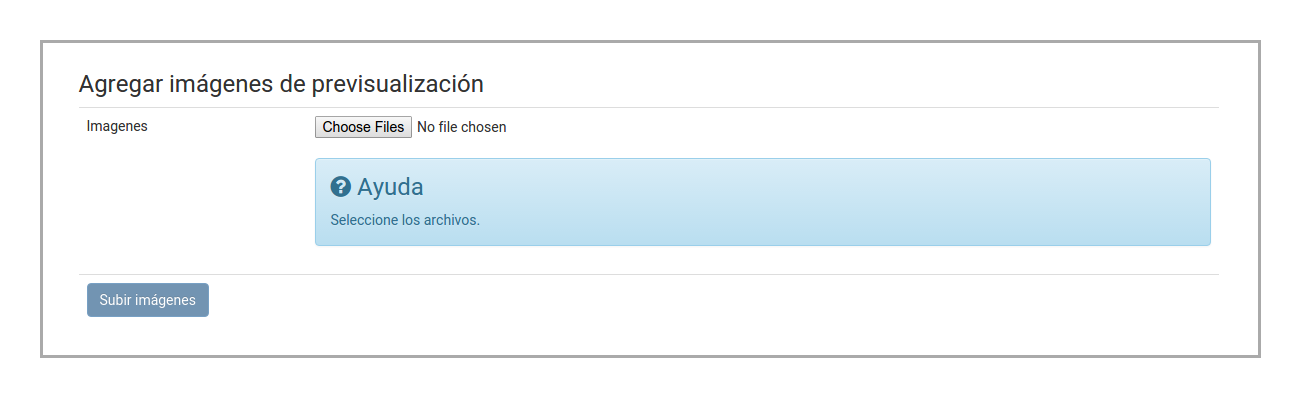 Agregar imágenes de previsualización
Imagenes Choose Files No file chosen
Ayuda
Seleccione los archivos.
Subir imágenes